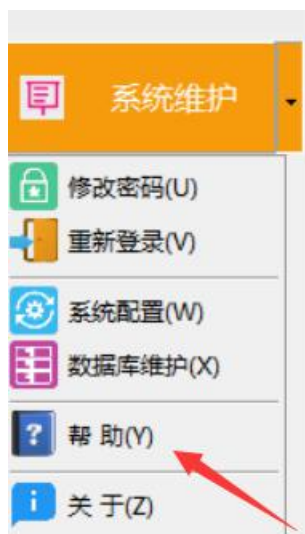 系统维护
修改密码(U)
重新登录(V)
系统配置(W)
数据库维护(X)
帮 助(Y)
关 于(Z)